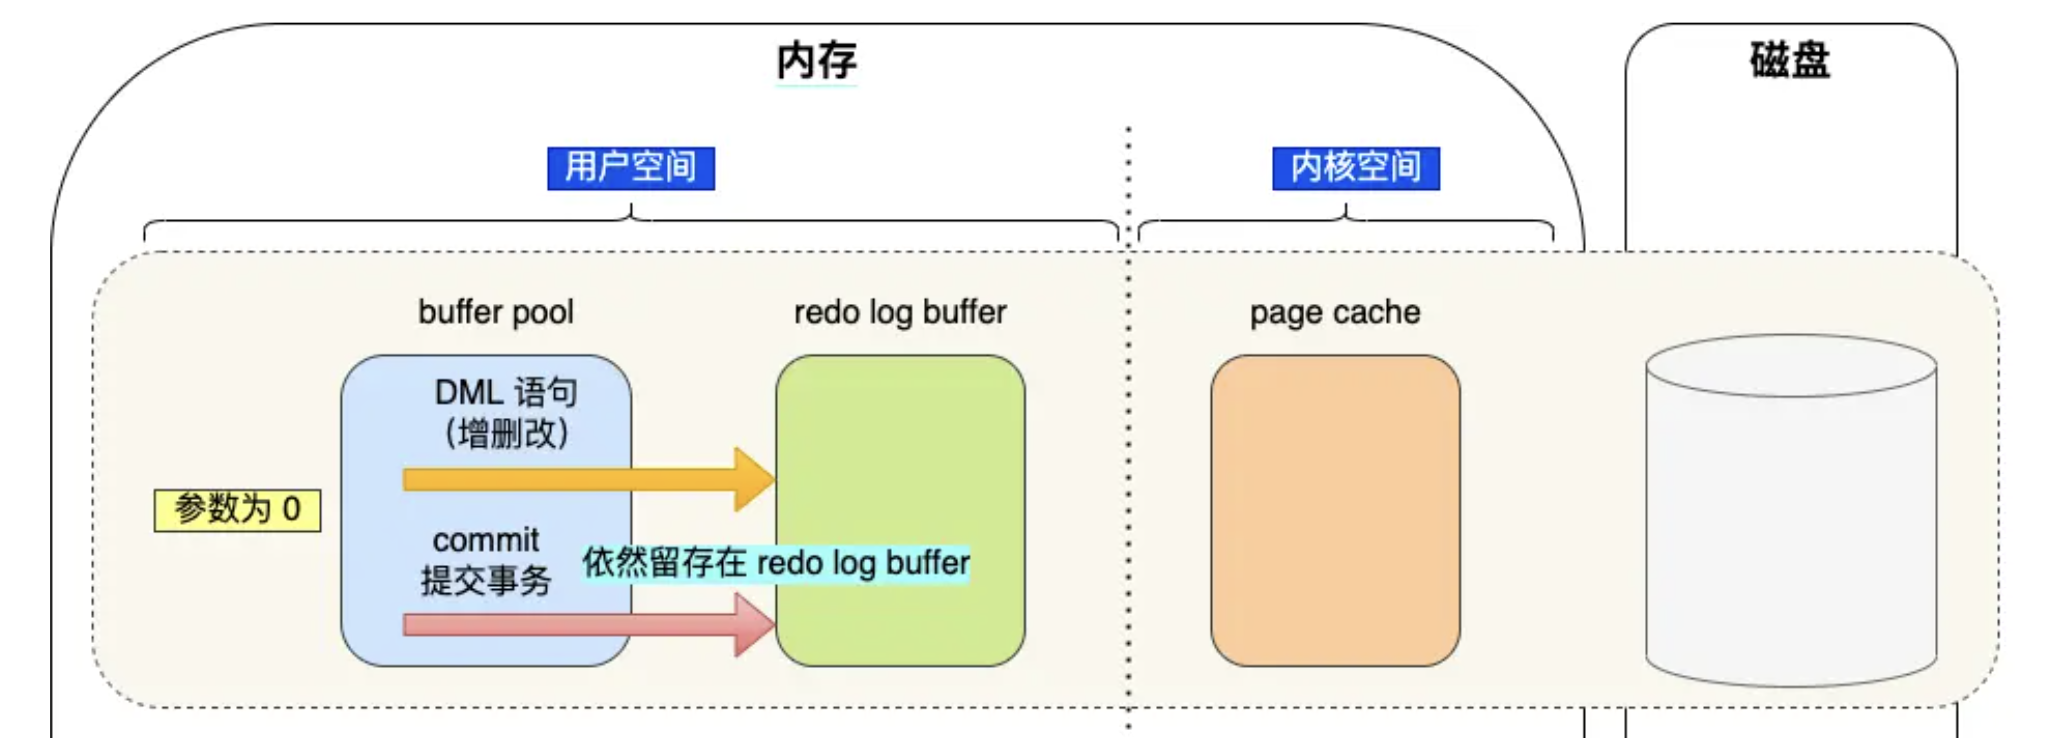 内存
磁盘
用户空间
内核空间
buffer pool
redo log buffer
page cache
DML 语句
（增删改）
参数为 0
commit
提交事务
依然留存在 redo log buffer